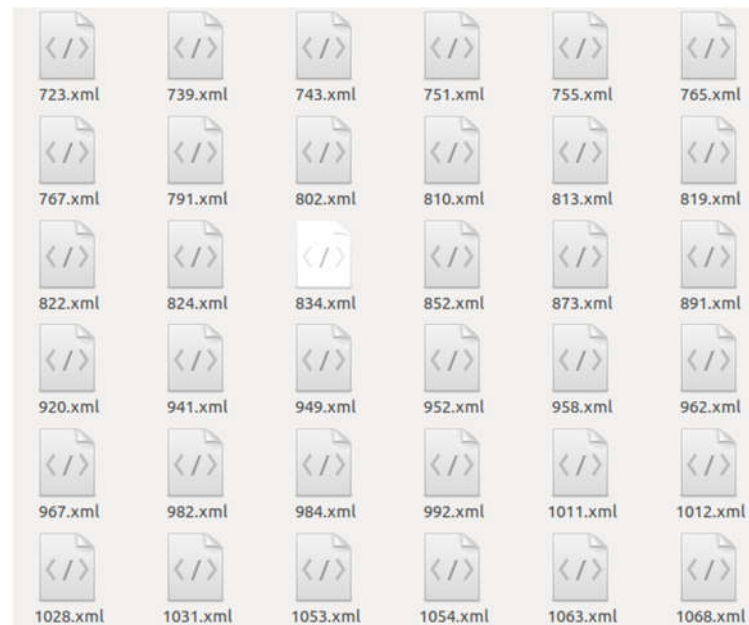 723.xml 739.xml 743.xml 751.xml 755.xml 765.xml
767.xml 791.xml 802.xml 810.xml 813.xml 819.xml
822.xml 824.xml 834.xml 852.xml 873.xml 891.xml
920.xml 941.xml 949.xml 952.xml 958.xml 962.xml
967.xml 982.xml 984.xml 992.xml 1011.xml 1012.xml
1028.xml 1031.xml 1053.xml 1054.xml 1063.xml 1068.xml